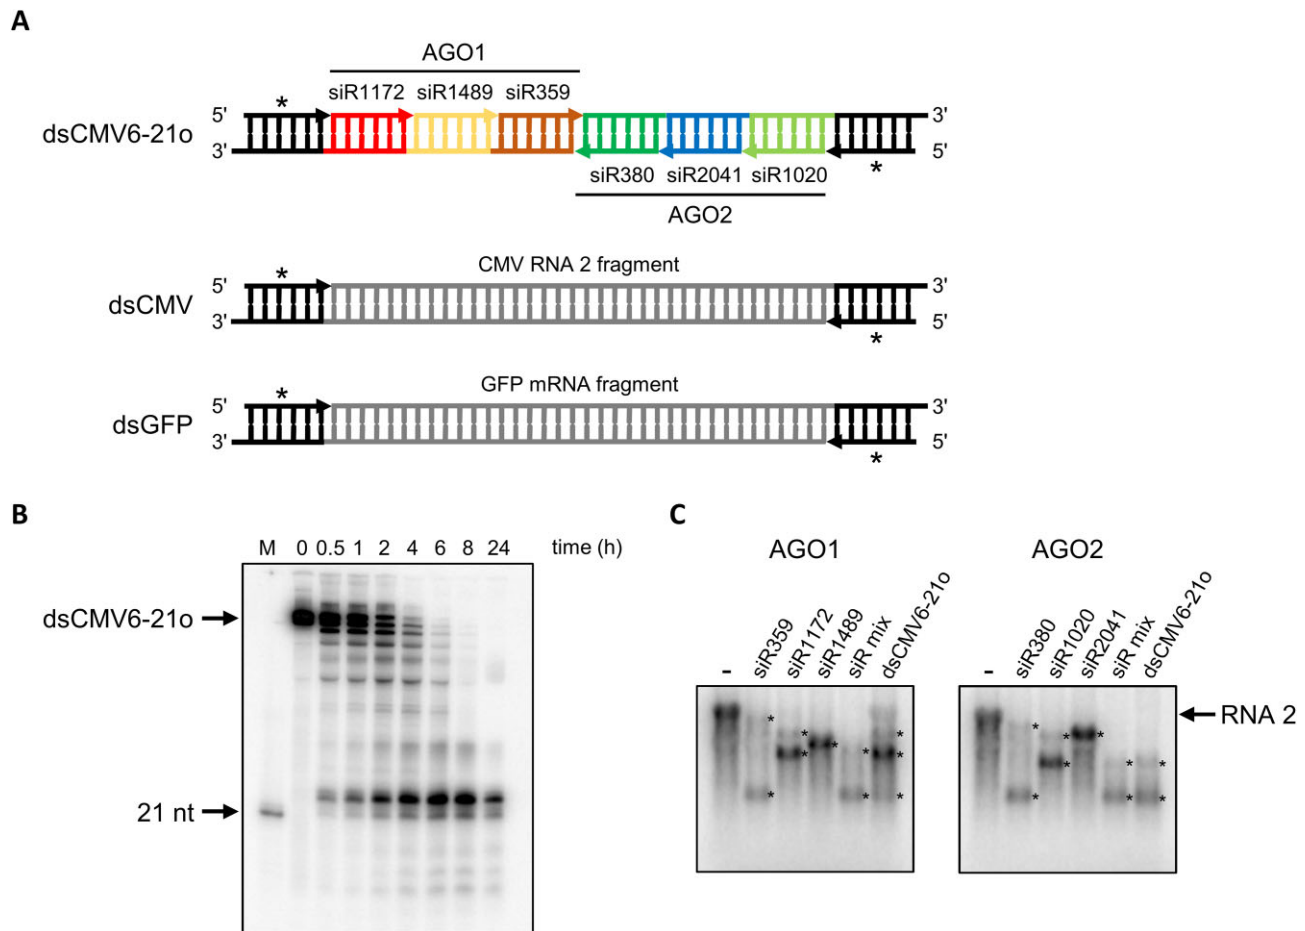 A
AGO1
siR1172 siR1489 siR359
* 
5' 3'
dsCMV6-21o
3' 5'
*
siR380 siR2041 siR1020
AGO2
CMV RNA 2 fragment
*
5' 3'
dsCMV
3' 5'
*
GFP mRNA fragment
*
5' 3'
dsGFP
3' 5'
*
B
M 0 0.5 1 2 4 6 8 24 time (h)
dsCMV6-21o
21 nt
C
AGO1 AGO2
- siR359 siR1172 siR1489 siR mix dsCMV6-21o
- siR380 siR1020 siR2041 siR mix dsCMV6-21o
RNA 2
* * * * * * * * *
* * * * * * * * *